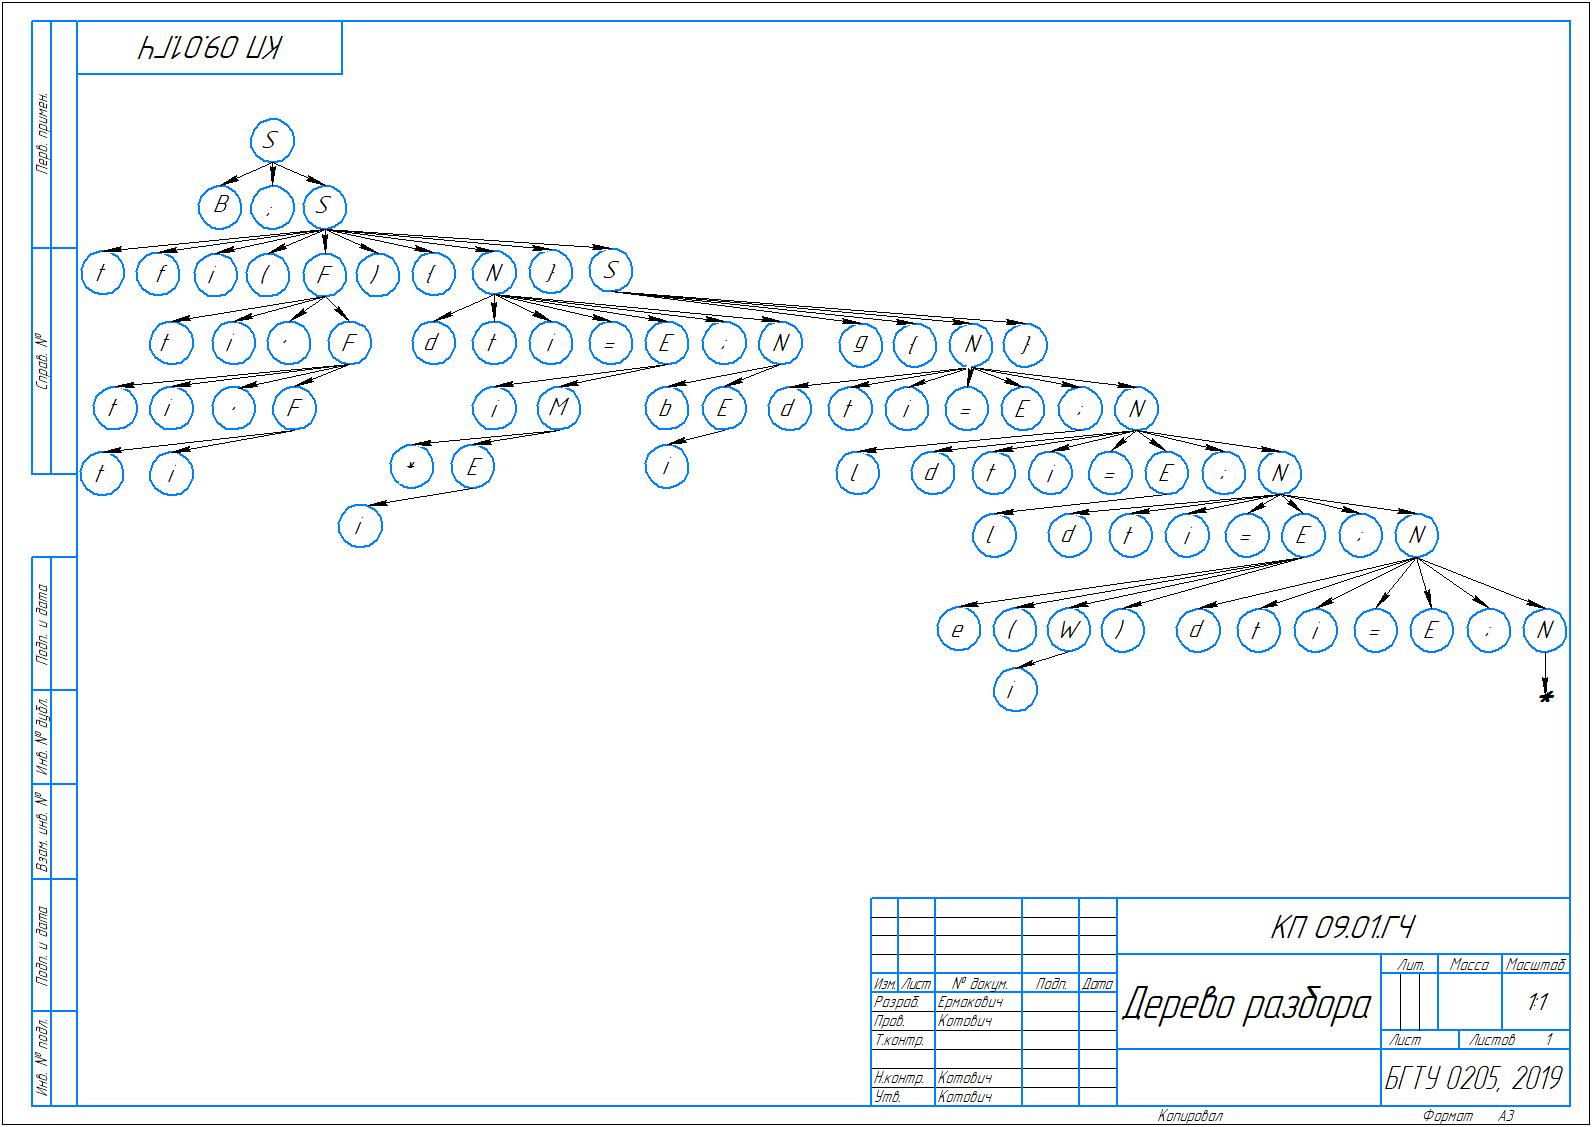 КП 09.01.ГЧ
Перв. примен.
Справ. №
Подп. и дата
Инв. № дубл.
Взам. инв. №
Подп. и дата
Инв. № подл.
S
B ; S
t f i ( F ) { N } S
t i , F d t i = E ; N g { N }
t i , F i M b E d t i = E ; N
t i * E i l d t i = E ; N
i l d t i = E ; N
e ( W ) d t i = E ; N
i *
КП 09.01.ГЧ
Лит. Масса Масштаб
Изм. Лист № докум. Подп. Дата
Разраб. Ермакович
Пров. Котович
Т.контр.
Н.контр. Котович
Утв. Котович
Дерево разбора
1:1
Лист Листов 1
БГТУ 0205, 2019
Копировал Формат А3